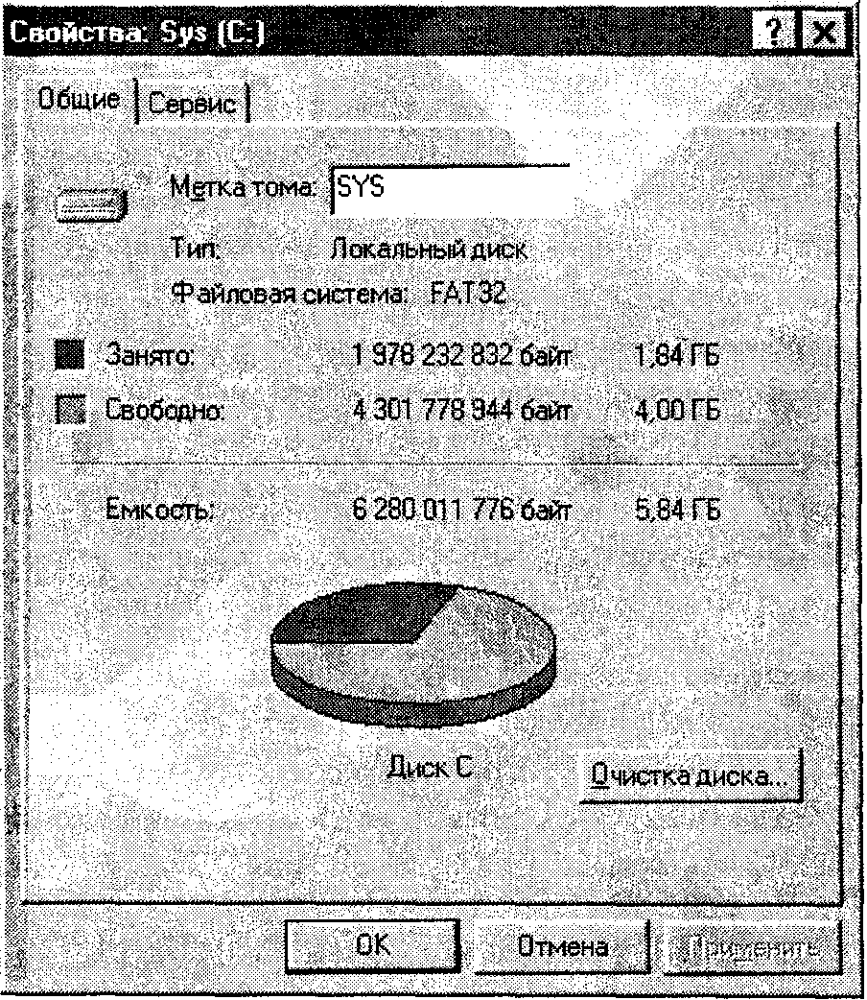 Свойства: Sys (C:)
? ×
Общие Сервис
Метка тома: SYS
Тип: Локальный диск
Файловая система: FAT32
Занято: 1 978 232 832 байт 1,84 ГБ
Свободно: 4 301 778 944 байт 4,00 ГБ
Емкость: 6 280 011 776 байт 5,84 ГБ
Диск C
Очистка диска...
OK Отмена Применить